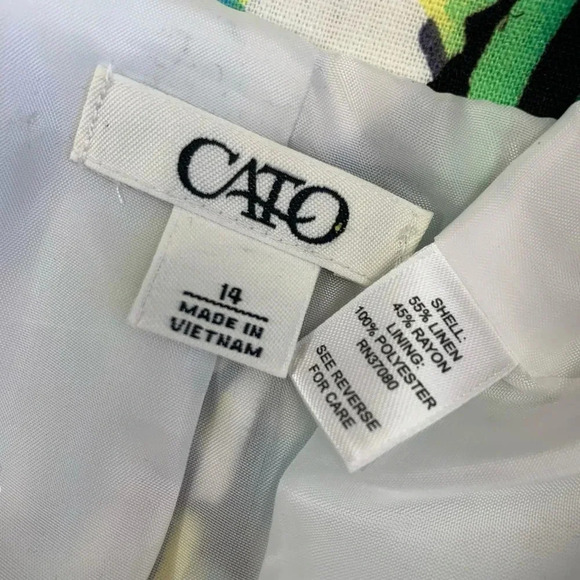 CATO
14
MADE IN
VIETNAM
SHELL:
55% LINEN
45% RAYON
LINING:
100% POLYESTER
RN37080
SEE REVERSE
FOR CARE